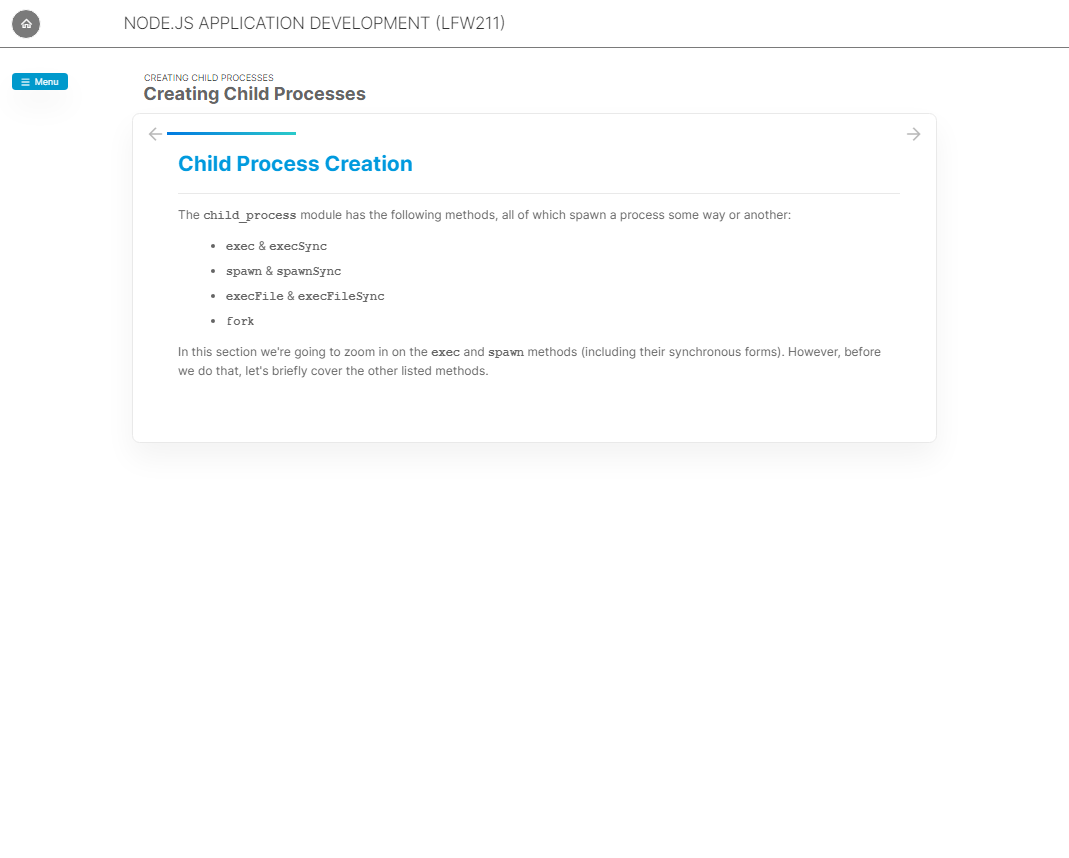 NODE.JS APPLICATION DEVELOPMENT (LFW211)
Menu
CREATING CHILD PROCESSES
Creating Child Processes
Child Process Creation
The child_process module has the following methods, all of which spawn a process some way or another:
• exec & execSync
• spawn & spawnSync
• execFile & execFileSync
• fork
In this section we're going to zoom in on the exec and spawn methods (including their synchronous forms). However, before
we do that, let's briefly cover the other listed methods.